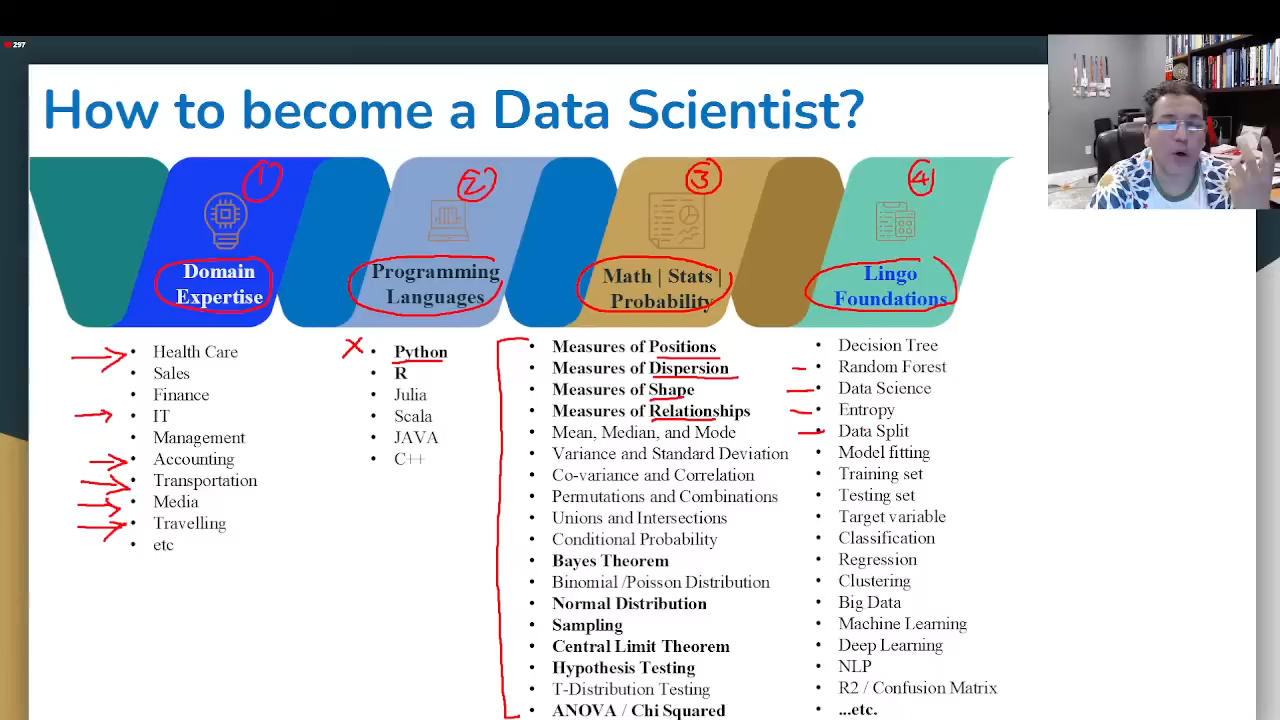 297
How to become a Data Scientist?
1
2
3
4
Domain
Expertise
Programming
Languages
Math | Stats |
Probability
Lingo
Foundations
• Health Care
• Sales
• Finance
• IT
• Management
• Accounting
• Transportation
• Media
• Travelling
• etc
X
• Python
• R
• Julia
• Scala
• JAVA
• C++
• Measures of Positions
• Measures of Dispersion
• Measures of Shape
• Measures of Relationships
• Mean, Median, and Mode
• Variance and Standard Deviation
• Co-variance and Correlation
• Permutations and Combinations
• Unions and Intersections
• Conditional Probability
• Bayes Theorem
• Binomial /Poisson Distribution
• Normal Distribution
• Sampling
• Central Limit Theorem
• Hypothesis Testing
• T-Distribution Testing
• ANOVA / Chi Squared
• Decision Tree
• Random Forest
• Data Science
• Entropy
• Data Split
• Model fitting
• Training set
• Testing set
• Target variable
• Classification
• Regression
• Clustering
• Big Data
• Machine Learning
• Deep Learning
• NLP
• R2 / Confusion Matrix
• ...etc.